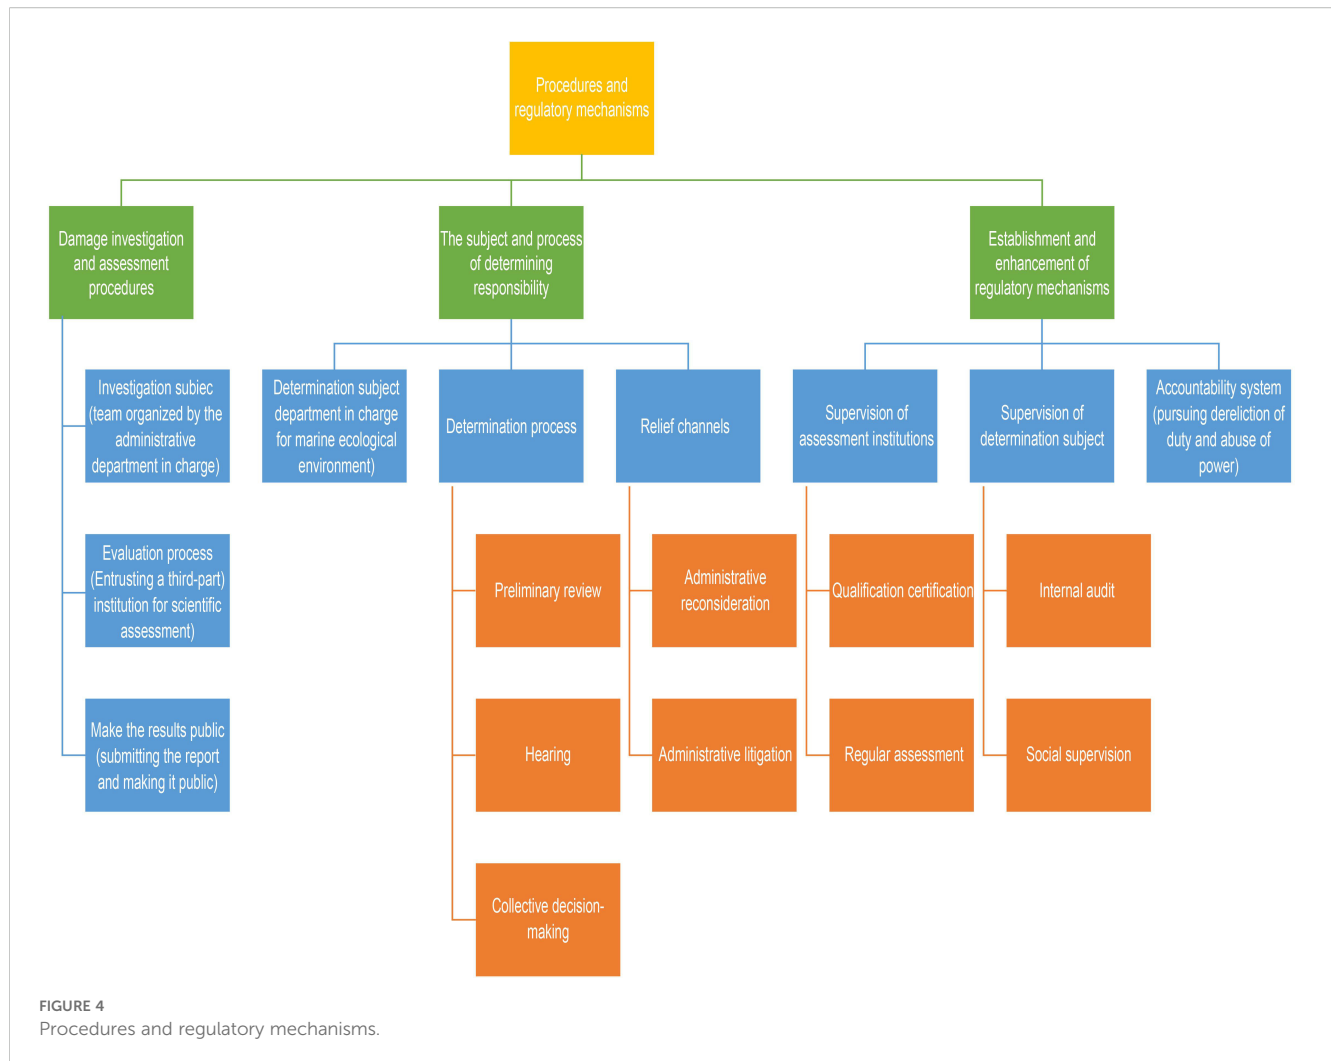 Procedures and
regulatory mechanisms
Damage investigation
and assessment
procedures
The subject and process
of determining
responsibility
Establishment and
enhancement of
regulatory mechanisms
Investigation subiec
(team organized by the
administrative
department in charge)
Determination subject
department in charge
for marine ecological
environment)
Determination process
Relief channels
Supervision of
assessment institutions
Supervision of
determination subject
Accountability system
(pursuing dereliction of
duty and abuse of
power)
Evaluation process
(Entrusting a third-part)
institution for scientific
assessment)
Preliminary review
Administrative
reconsideration
Qualification certification
Internal audit
Make the results public
(submitting the report
and making it public)
Hearing
Administrative litigation
Regular assessment
Social supervision
Collective decision-
making
FIGURE 4
Procedures and regulatory mechanisms.